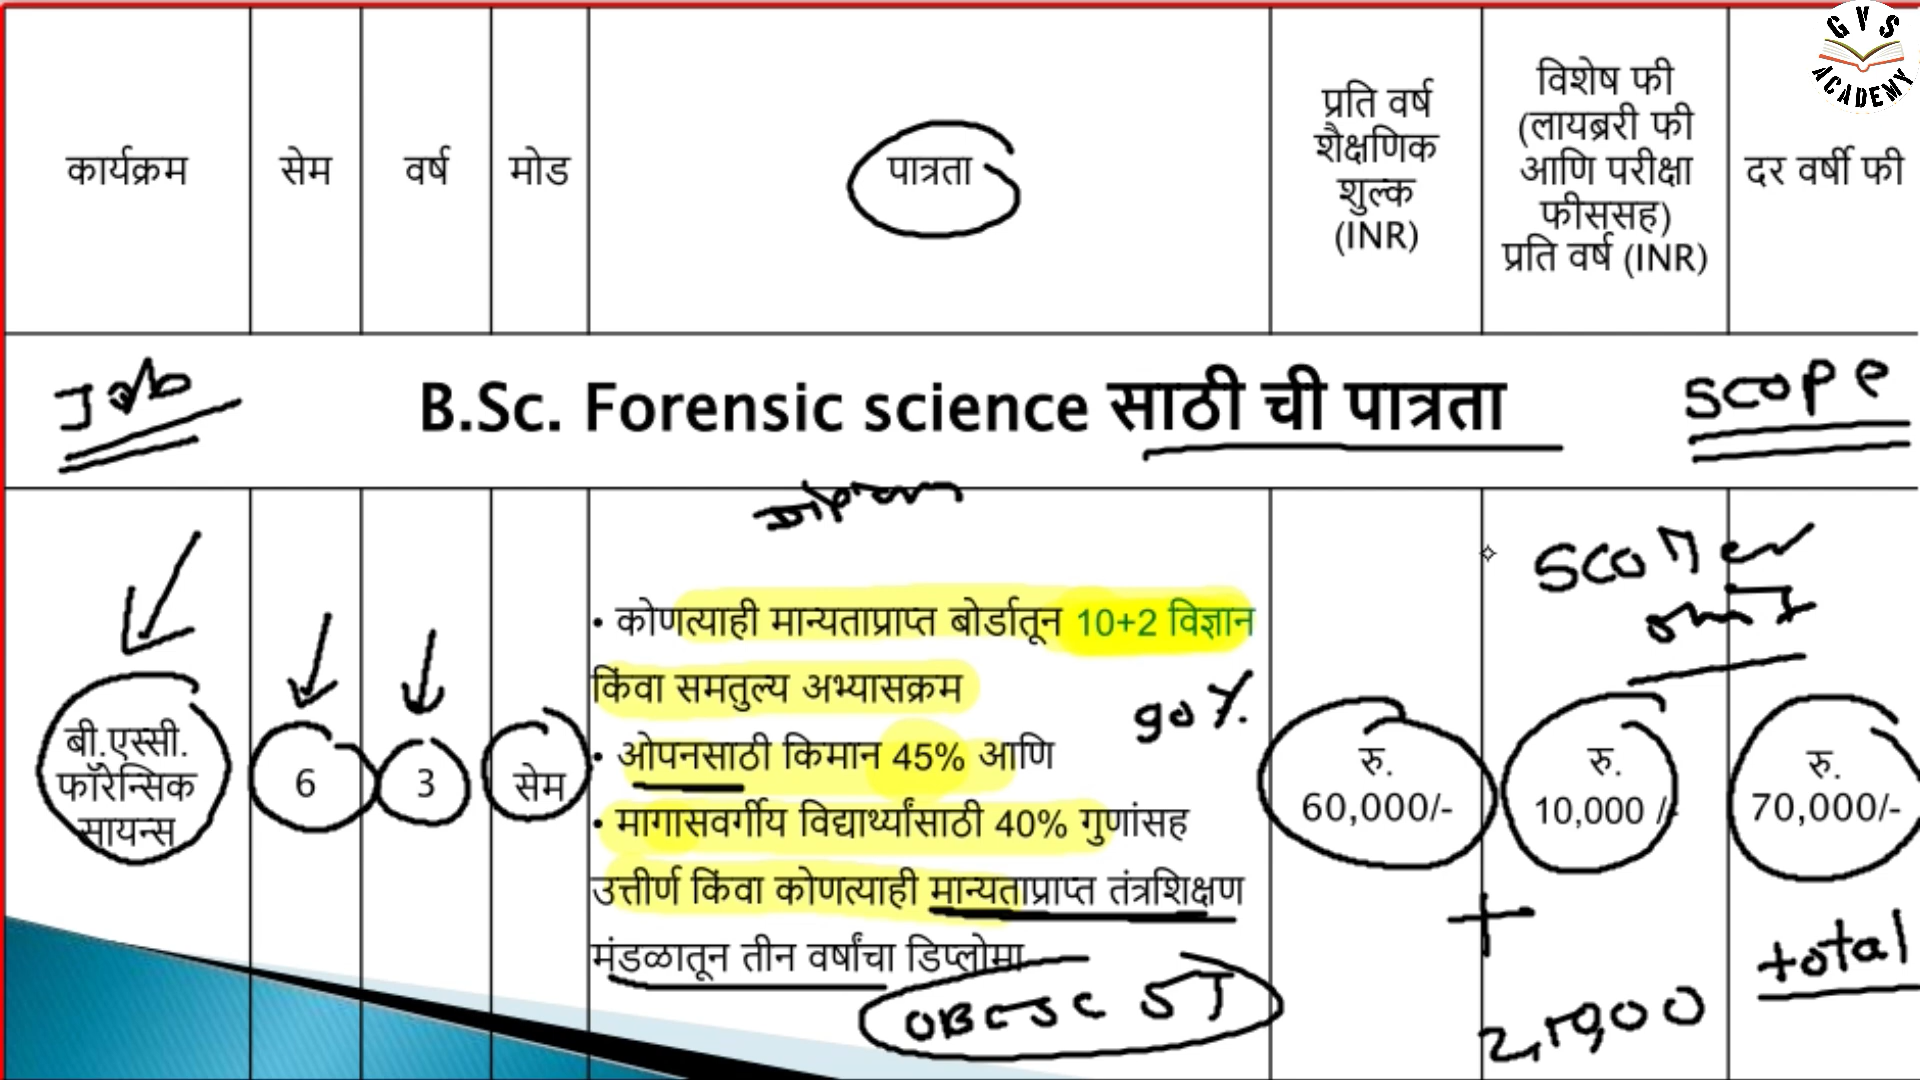 GVS
ACADEMY
कार्यक्रम
सेम
वर्ष
मोड
पात्रता
प्रति वर्ष
शैक्षणिक
शुल्क
(INR)
विशेष फी
(लायब्ररी फी
आणि परीक्षा
फीससह)
प्रति वर्ष (INR)
दर वर्षी फी
Job
B.Sc. Forensic science साठी ची पात्रता
scope
बी.एस्सी.
फॉरेन्सिक
सायन्स
6
3
सेम
• कोणत्याही मान्यताप्राप्त बोर्डातून 10+2 विज्ञान
किंवा समतुल्य अभ्यासक्रम
• ओपनसाठी किमान 45% आणि
• मागासवर्गीय विद्यार्थ्यांसाठी 40% गुणांसह
उत्तीर्ण किंवा कोणत्याही मान्यताप्राप्त तंत्रशिक्षण
मंडळातून तीन वर्षांचा डिप्लोमा
90%
OBC SC ST
रु.
60,000/-
+
रु.
10,000 /-
रु.
70,000/-
total